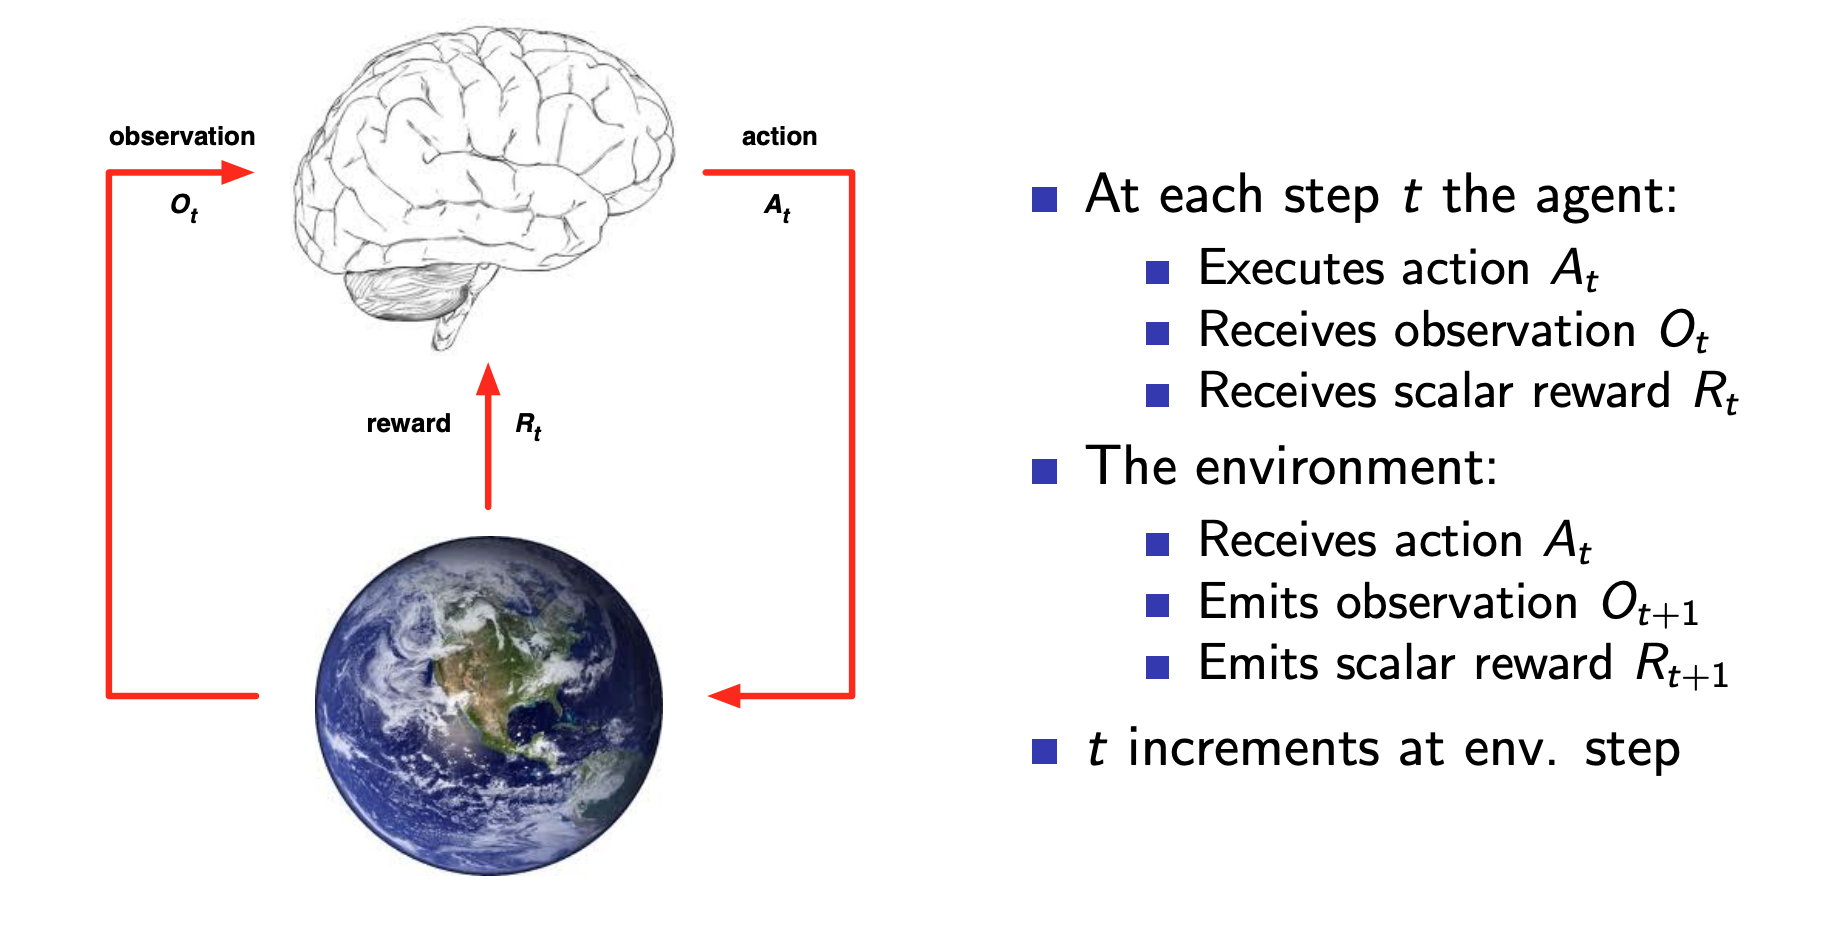 observation
O_t
action
A_t
reward R_t
At each step t the agent:
Executes action A_t
Receives observation O_t
Receives scalar reward R_t
The environment:
Receives action A_t
Emits observation O_{t+1}
Emits scalar reward R_{t+1}
t increments at env. step